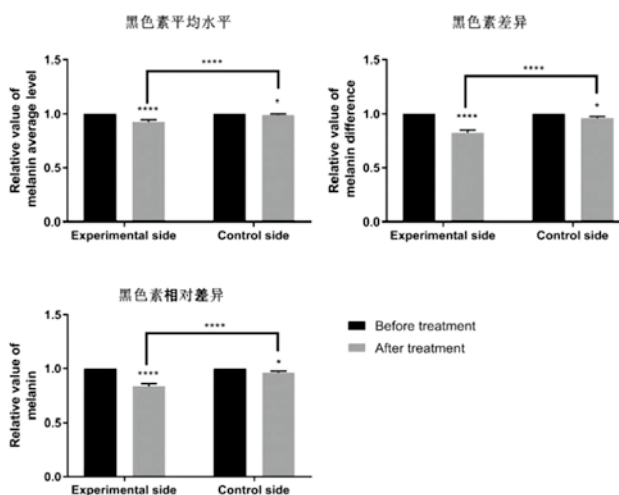 黑色素平均水平
Relative value of
melanin average level
1.5
1.0
0.5
0.0
****
****
*
Experimental side
Control side
黑色素差异
Relative value of
melanin difference
1.5
1.0
0.5
0.0
****
****
*
Experimental side
Control side
黑色素相对差异
Relative value of
melanin
1.5
1.0
0.5
0.0
****
****
*
Experimental side
Control side
Before treatment
After treatment